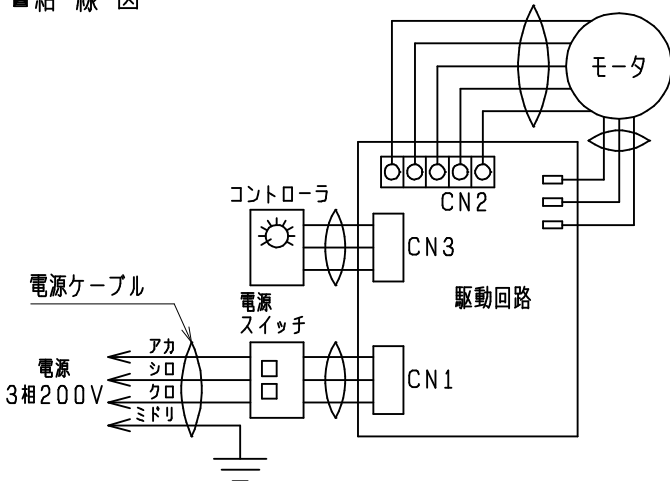 ■結線図
モータ
CN2
コントローラ
CN3
電源ケーブル
駆動回路
電源
スイッチ
アカ
シロ
クロ
ミドリ
電源
3相200V
CN1